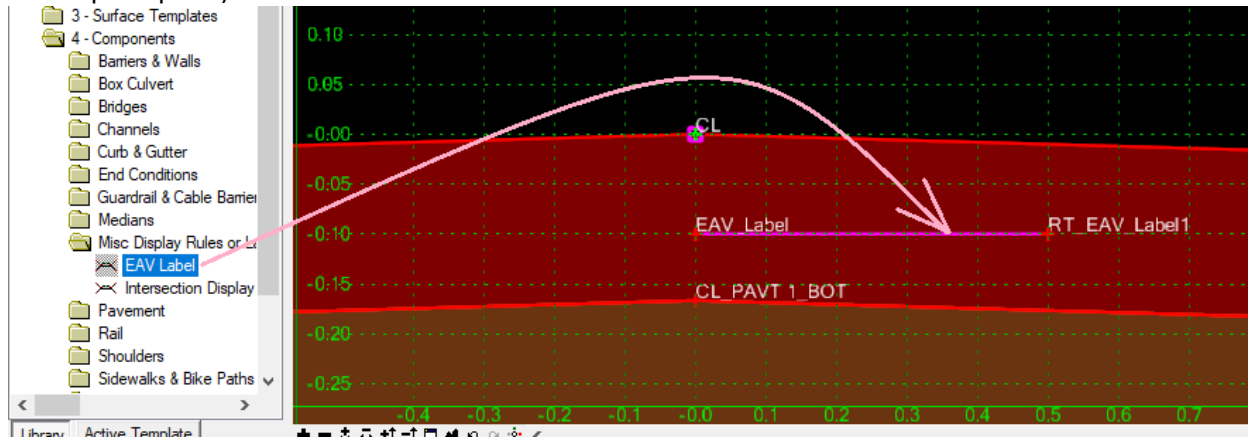 3 - Surface Templates
4 - Components
Barriers & Walls
Box Culvert
Bridges
Channels
Curb & Gutter
End Conditions
Guardrail & Cable Barrier
Medians
Misc Display Rules or La
EAV Label
Intersection Display
Pavement
Rail
Shoulders
Sidewalks & Bike Paths
Library Active Template
0.10
0.05
-0.00
-0.05
-0.10
-0.15
-0.20
-0.25
CL
EAV_Label RT_EAV_Label1
CL_PAVT 1_BOT
-0.4 -0.3 -0.2 -0.1 -0.0 0.1 0.2 0.3 0.4 0.5 0.6 0.7